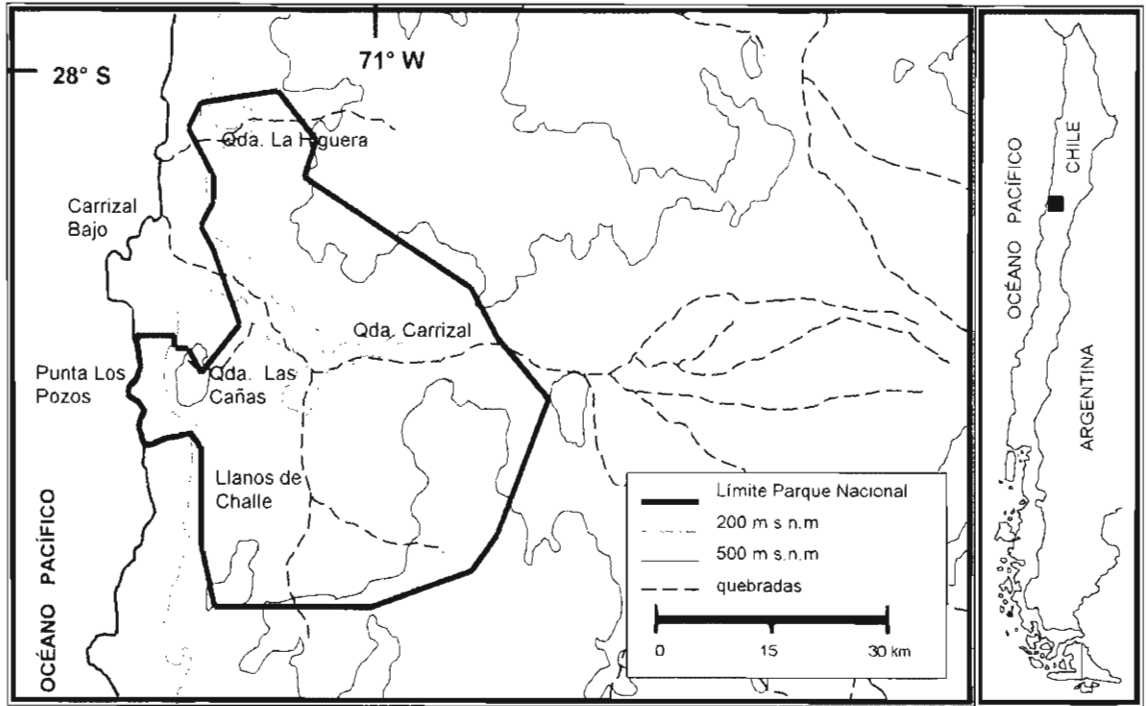 28° S
71° W
Qda. La Higuera
Carrizal
Bajo
Qda. Carrizal
Punta Los
Pozos
Qda. Las
Cañas
Llanos de
Challe
OCÉANO PACÍFICO
Límite Parque Nacional
200 m s.n.m
500 m s.n.m
quebradas
0 15 30 km
OCÉANO PACÍFICO
CHILE
ARGENTINA